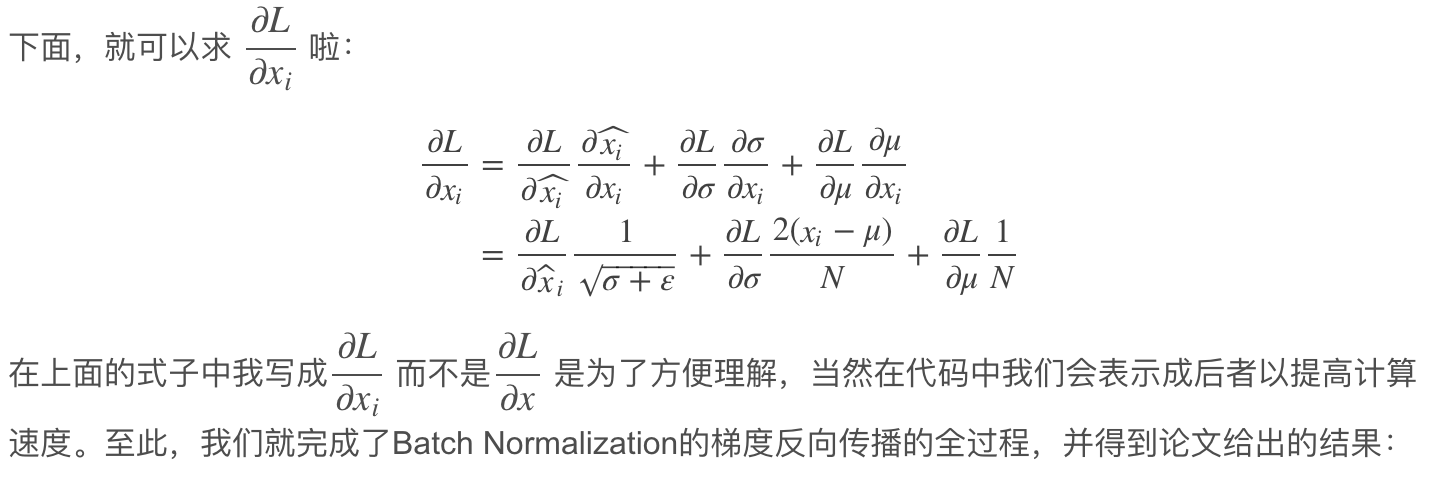 下面，就可以求 $\frac{\partial L}{\partial x_i}$ 啦：
$\frac{\partial L}{\partial x_i} = \frac{\partial L}{\partial \widehat{x_i}} \frac{\partial \widehat{x_i}}{\partial x_i} + \frac{\partial L}{\partial \sigma} \frac{\partial \sigma}{\partial x_i} + \frac{\partial L}{\partial \mu} \frac{\partial \mu}{\partial x_i}$
$= \frac{\partial L}{\partial \widehat{x}_i} \frac{1}{\sqrt{\sigma + \varepsilon}} + \frac{\partial L}{\partial \sigma} \frac{2(x_i - \mu)}{N} + \frac{\partial L}{\partial \mu} \frac{1}{N}$
在上面的式子中我写成 $\frac{\partial L}{\partial x_i}$ 而不是 $\frac{\partial L}{\partial x}$ 是为了方便理解，当然在代码中我们会表示成后者以提高计算
速度。至此，我们就完成了Batch Normalization的梯度反向传播的全过程，并得到论文给出的结果：